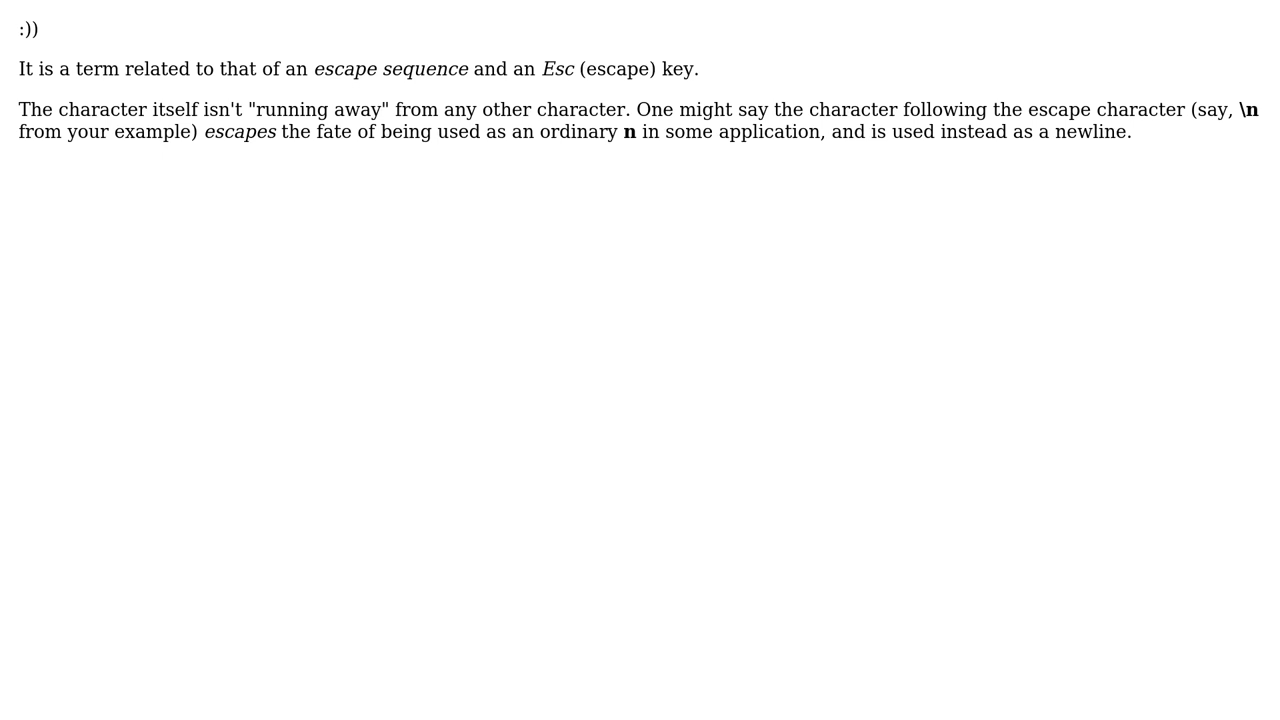 :))
It is a term related to that of an escape sequence and an Esc (escape) key.
The character itself isn't "running away" from any other character. One might say the character following the escape character (say, \n
from your example) escapes the fate of being used as an ordinary n in some application, and is used instead as a newline.